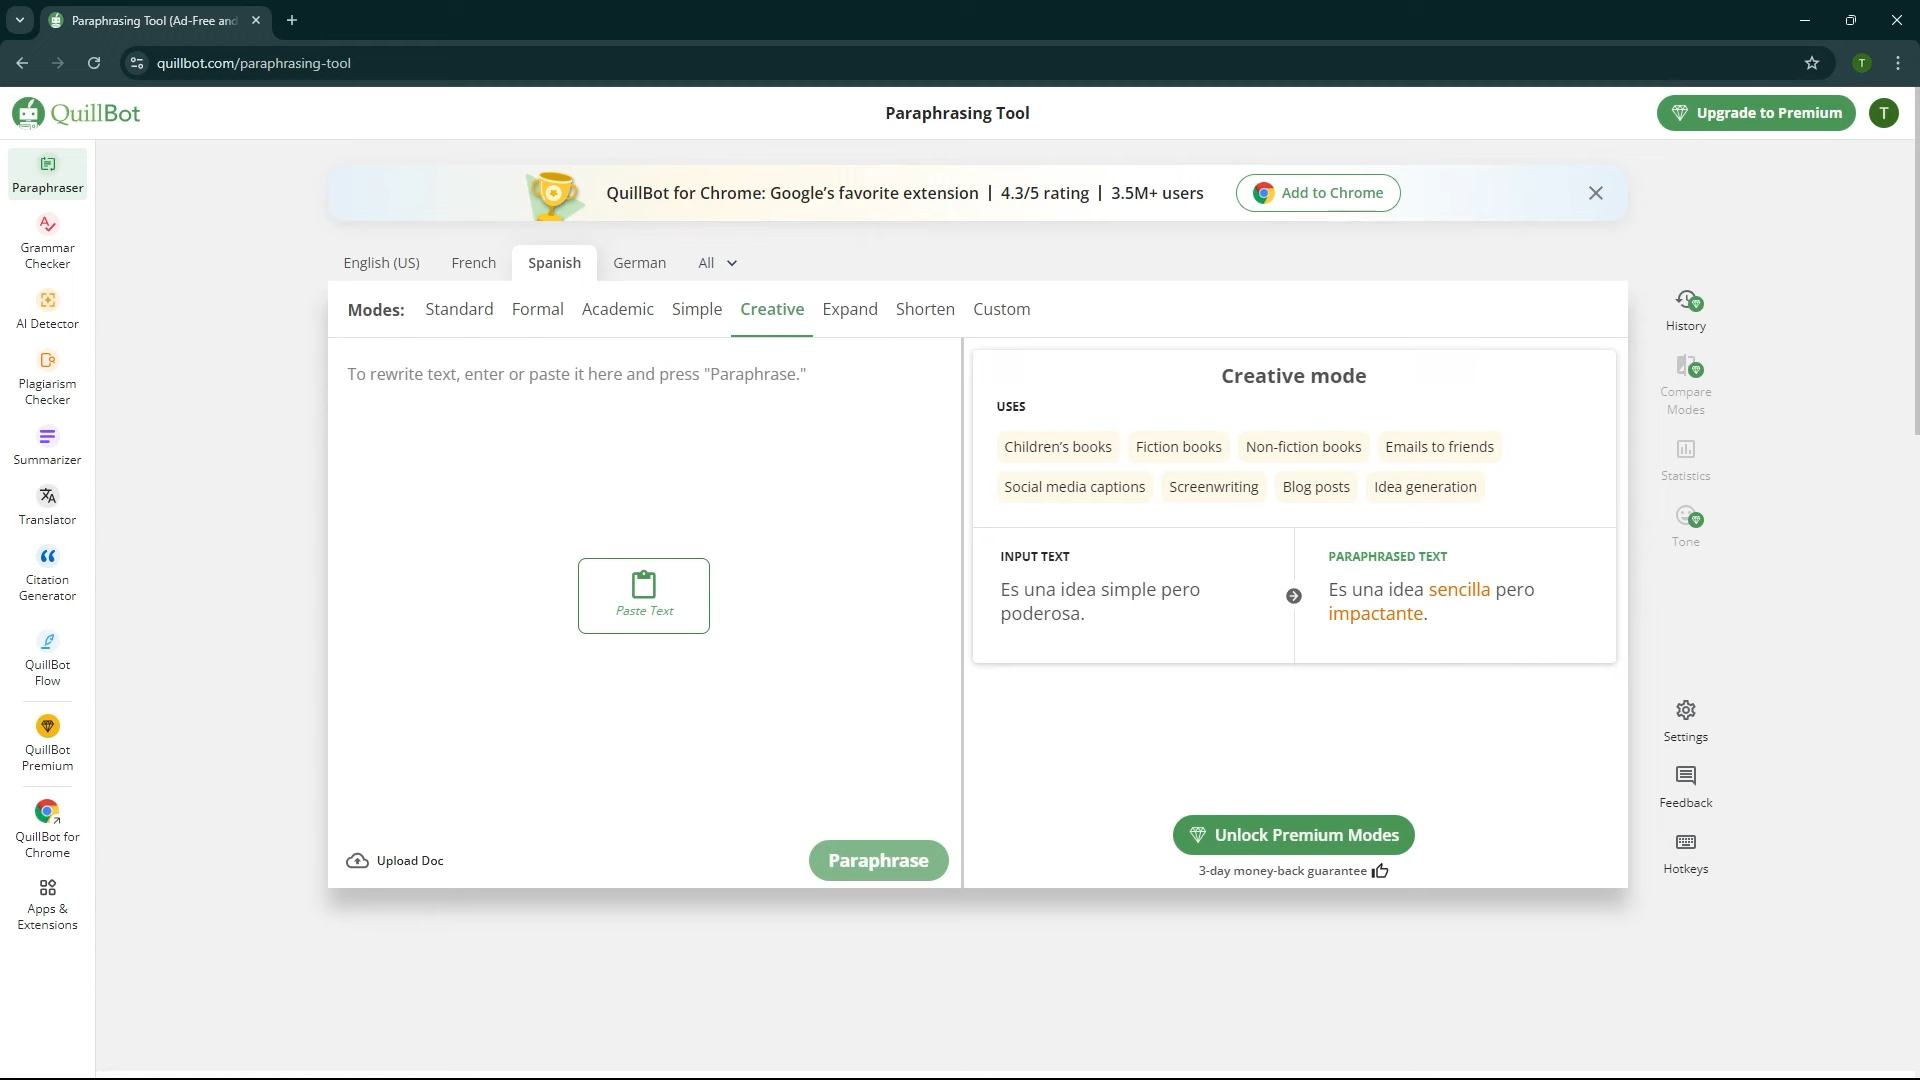 Paraphrasing Tool (Ad-Free and
quillbot.com/paraphrasing-tool
T
QuillBot
Paraphrasing Tool
Upgrade to Premium
T
Paraphraser
Grammar
Checker
AI Detector
Plagiarism
Checker
Summarizer
Translator
Citation
Generator
QuillBot
Flow
QuillBot
Premium
QuillBot for
Chrome
Apps &
Extensions
QuillBot for Chrome: Google’s favorite extension | 4.3/5 rating | 3.5M+ users
Add to Chrome
English (US) French Spanish German All
Modes: Standard Formal Academic Simple Creative Expand Shorten Custom
To rewrite text, enter or paste it here and press "Paraphrase."
Paste Text
Upload Doc
Paraphrase
Creative mode
USES
Children’s books Fiction books Non-fiction books Emails to friends
Social media captions Screenwriting Blog posts Idea generation
INPUT TEXT
Es una idea simple pero
poderosa.
PARAPHRASED TEXT
Es una idea sencilla pero
impactante.
Unlock Premium Modes
3-day money-back guarantee
History
Compare
Modes
Statistics
Tone
Settings
Feedback
Hotkeys